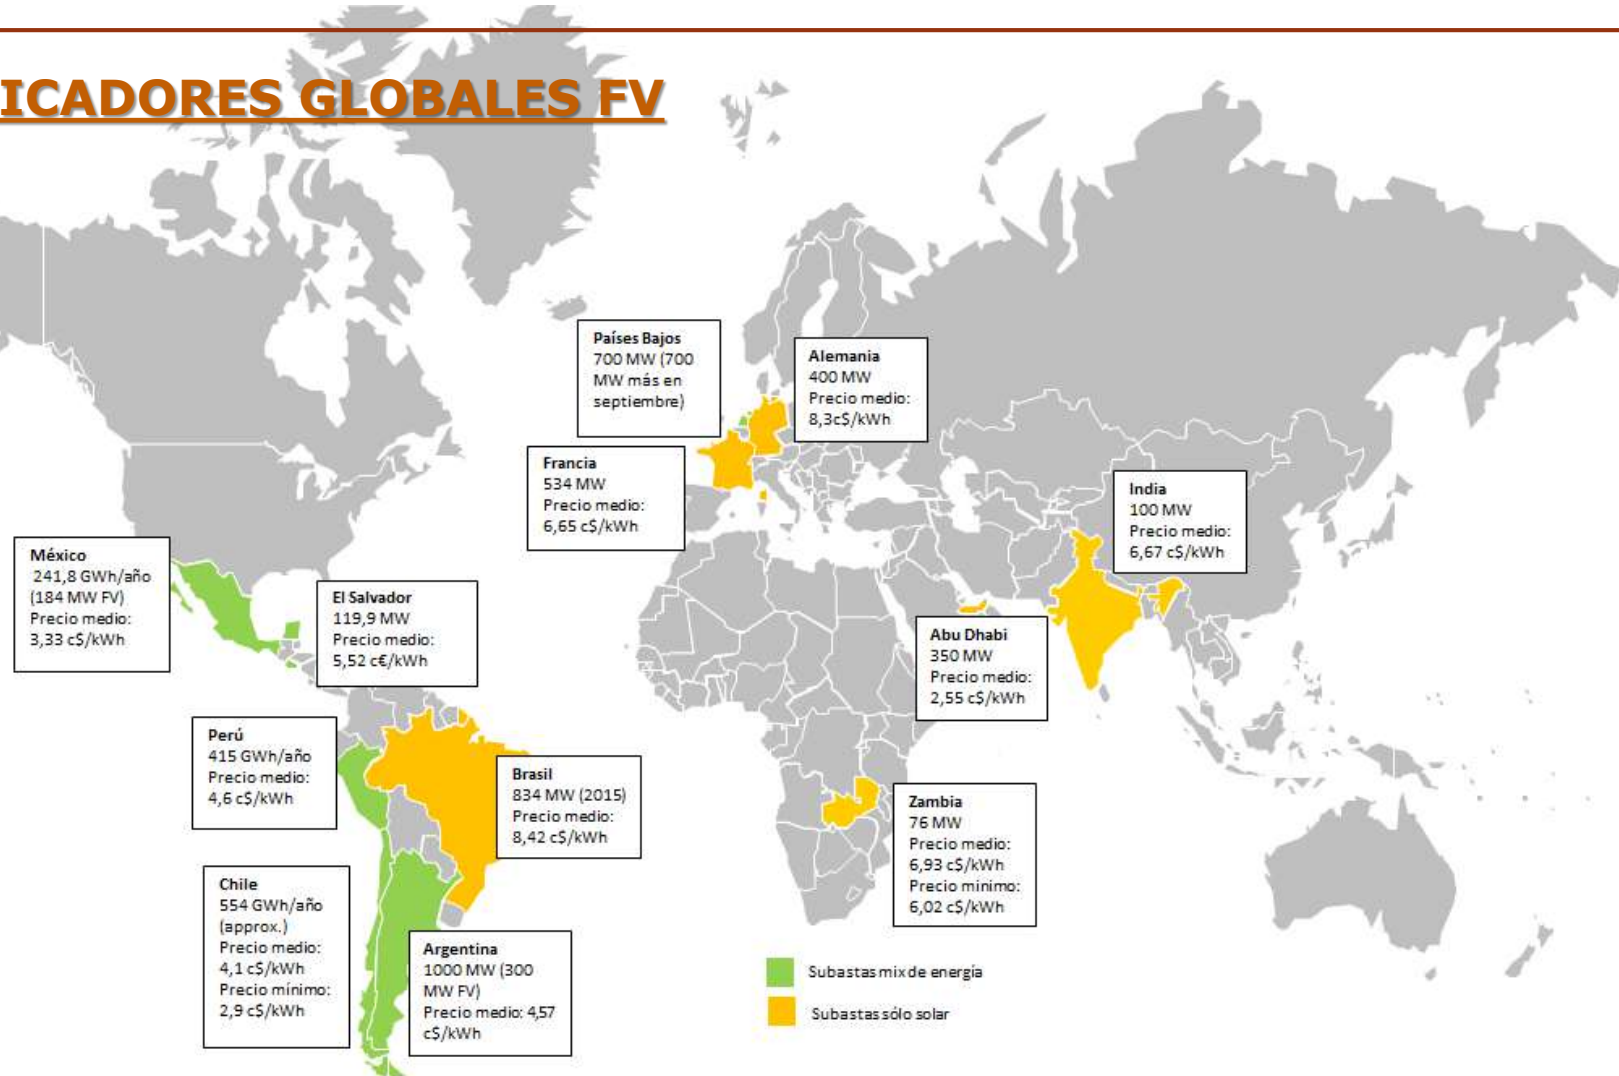 ICADORES GLOBALES FV
Países Bajos
700 MW (700
MW más en
septiembre)
Alemania
400 MW
Precio medio:
8,3c$/kWh
Francia
534 MW
Precio medio:
6,65 c$/kWh
India
100 MW
Precio medio:
6,67 c$/kWh
México
241,8 GWh/año
(184 MW FV)
Precio medio:
3,33 c$/kWh
El Salvador
119,9 MW
Precio medio:
5,52 c€/kWh
Abu Dhabi
350 MW
Precio medio:
2,55 c$/kWh
Perú
415 GWh/año
Precio medio:
4,6 c$/kWh
Brasil
834 MW (2015)
Precio medio:
8,42 c$/kWh
Zambia
76 MW
Precio medio:
6,93 c$/kWh
Precio minimo:
6,02 c$/kWh
Chile
554 GWh/año
(approx.)
Precio medio:
4,1 c$/kWh
Precio mínimo:
2,9 c$/kWh
Argentina
1000 MW (300
MW FV)
Precio medio: 4,57
c$/kWh
Subastas mix de energía
Subastas sólo solar